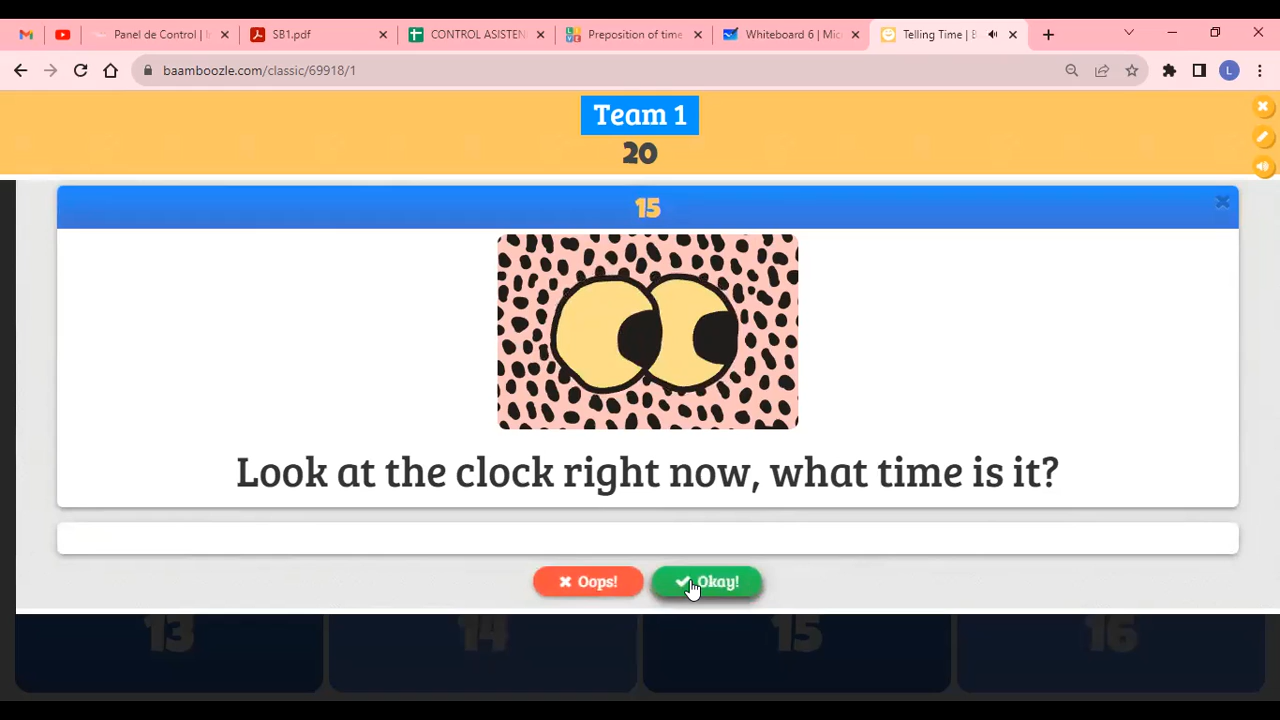 Panel de Control | I
SB1.pdf
CONTROL ASISTEN
Preposition of time
Whiteboard 6 | Mic
Telling Time | B
baamboozle.com/classic/69918/1
L
Team 1
20
15
Look at the clock right now, what time is it?
Oops!
Okay!
13
14
15
16